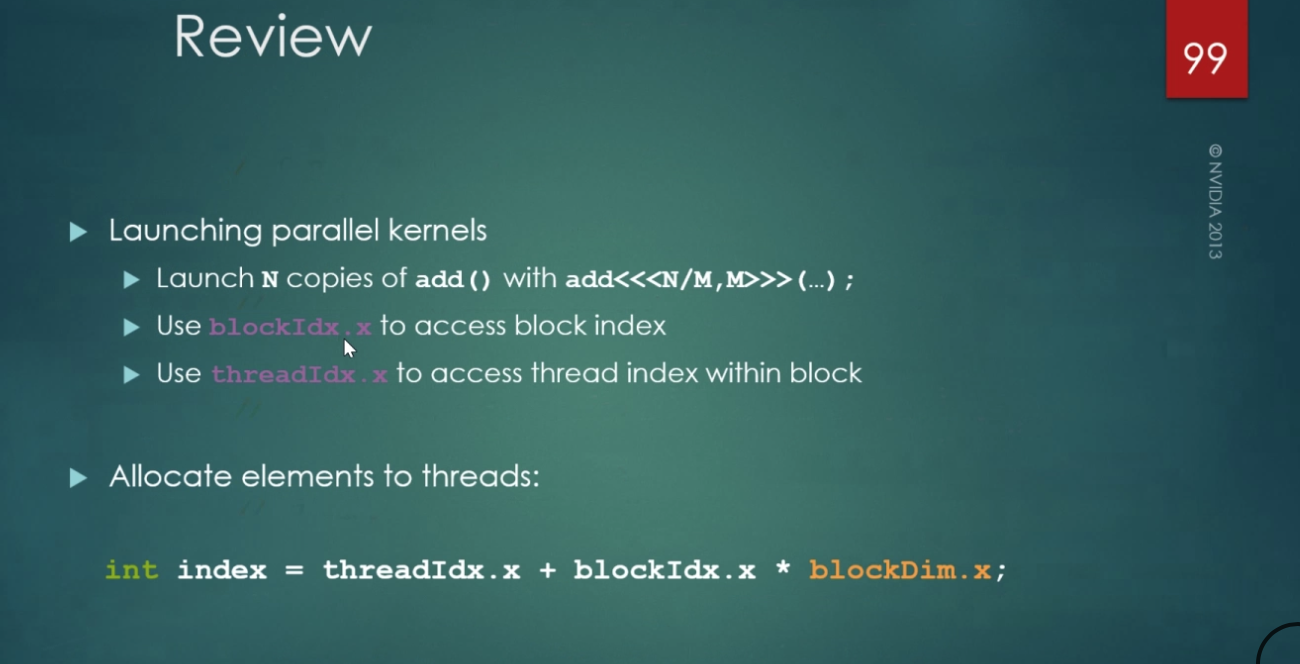 Review
99
© NVIDIA 2013
Launching parallel kernels
Launch N copies of add() with add<<<N/M,M>>>(…);
Use blockIdx.x to access block index
Use threadIdx.x to access thread index within block
Allocate elements to threads:
int index = threadIdx.x + blockIdx.x * blockDim.x;